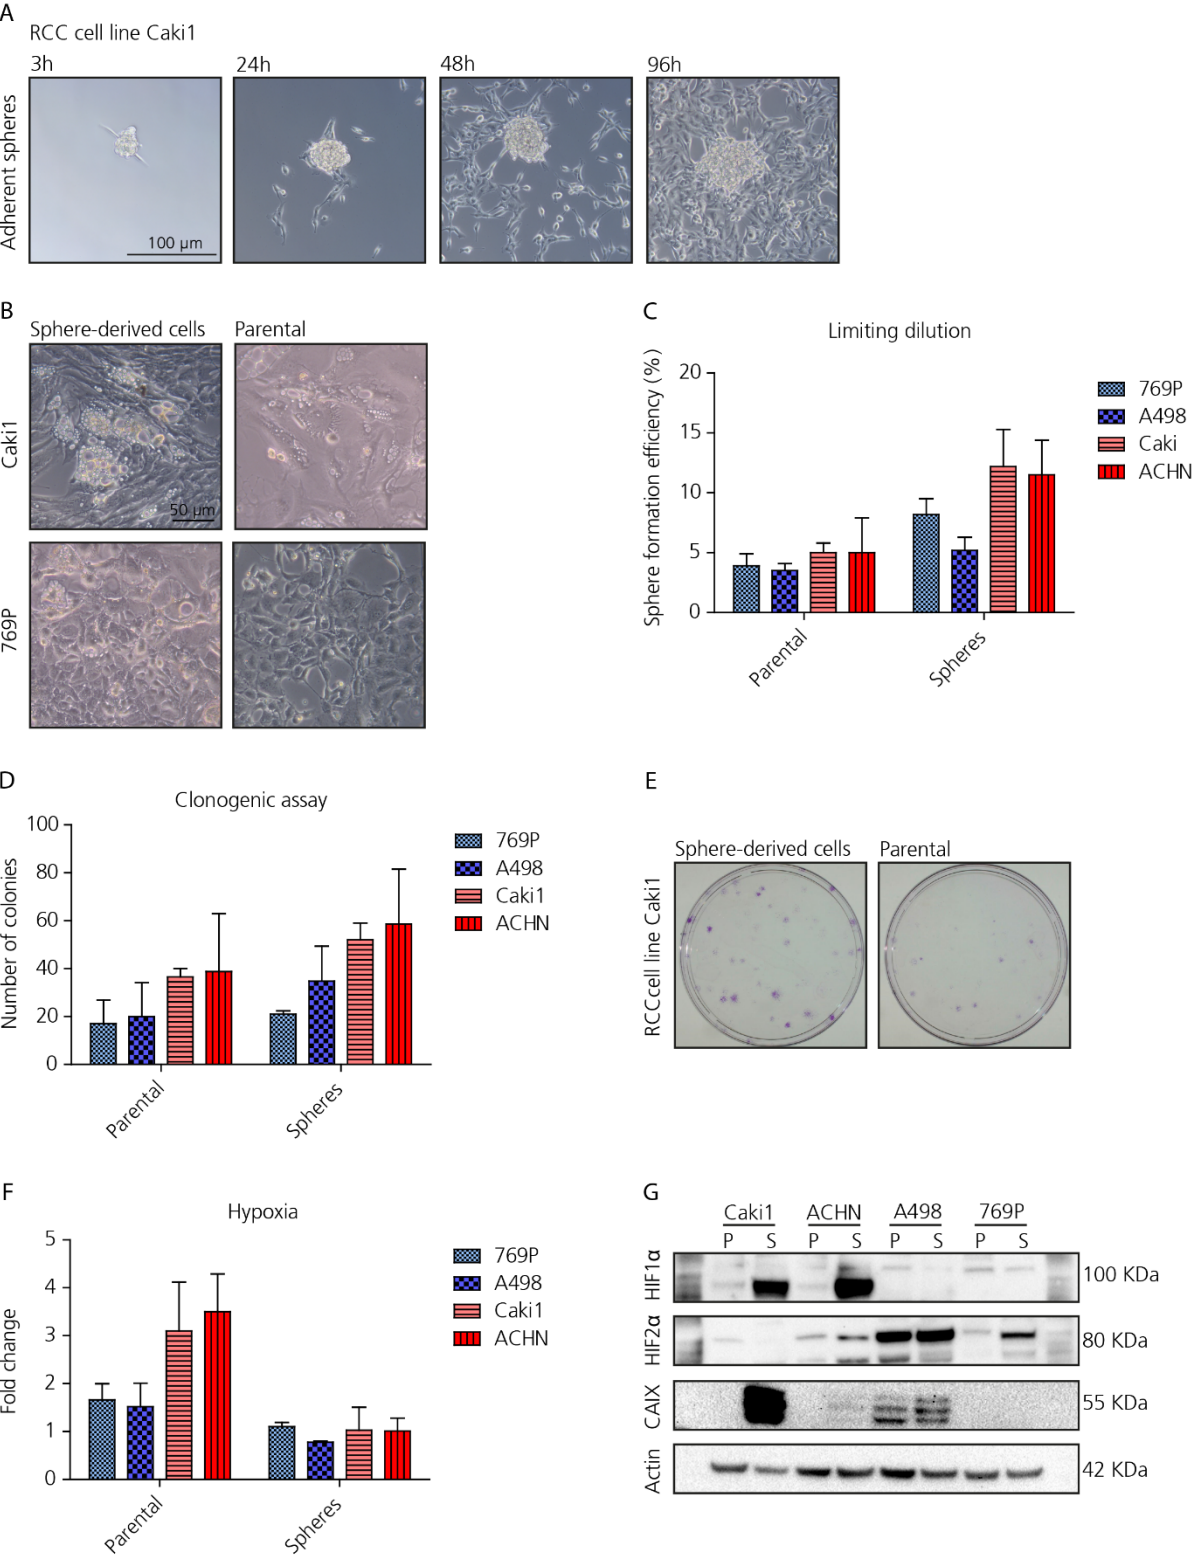 A
RCC cell line Caki1
3h
24h
48h
96h
Adherent spheres
100 µm
B
Sphere-derived cells
Parental
Caki1
50 µm
769P
C
Limiting dilution
Sphere formation efficiency (%)
20
15
10
5
0
Parental
Spheres
769P
A498
Caki
ACHN
D
Clonogenic assay
Number of colonies
100
80
60
40
20
0
Parental
Spheres
769P
A498
Caki1
ACHN
E
Sphere-derived cells
Parental
RCCcell line Caki1
F
Hypoxia
Fold change
5
4
3
2
1
0
Parental
Spheres
769P
A498
Caki1
ACHN
G
Caki1 ACHN A498 769P
P S P S P S P S
HIF1α
100 KDa
HIF2α
80 KDa
CAIX
55 KDa
Actin
42 KDa